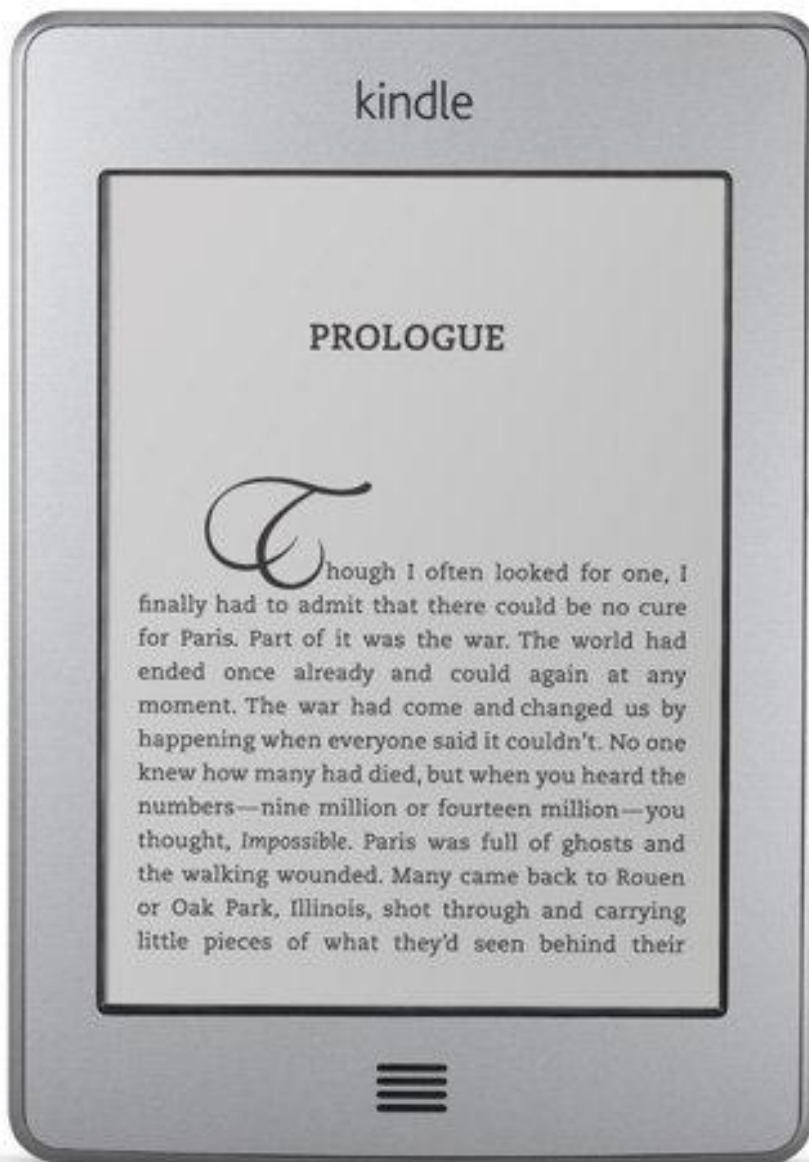 kindle
PROLOGUE
Though I often looked for one, I
finally had to admit that there could be no cure
for Paris. Part of it was the war. The world had
ended once already and could again at any
moment. The war had come and changed us by
happening when everyone said it couldn't. No one
knew how many had died, but when you heard the
numbers—nine million or fourteen million—you
thought, Impossible. Paris was full of ghosts and
the walking wounded. Many came back to Rouen
or Oak Park, Illinois, shot through and carrying
little pieces of what they'd seen behind their